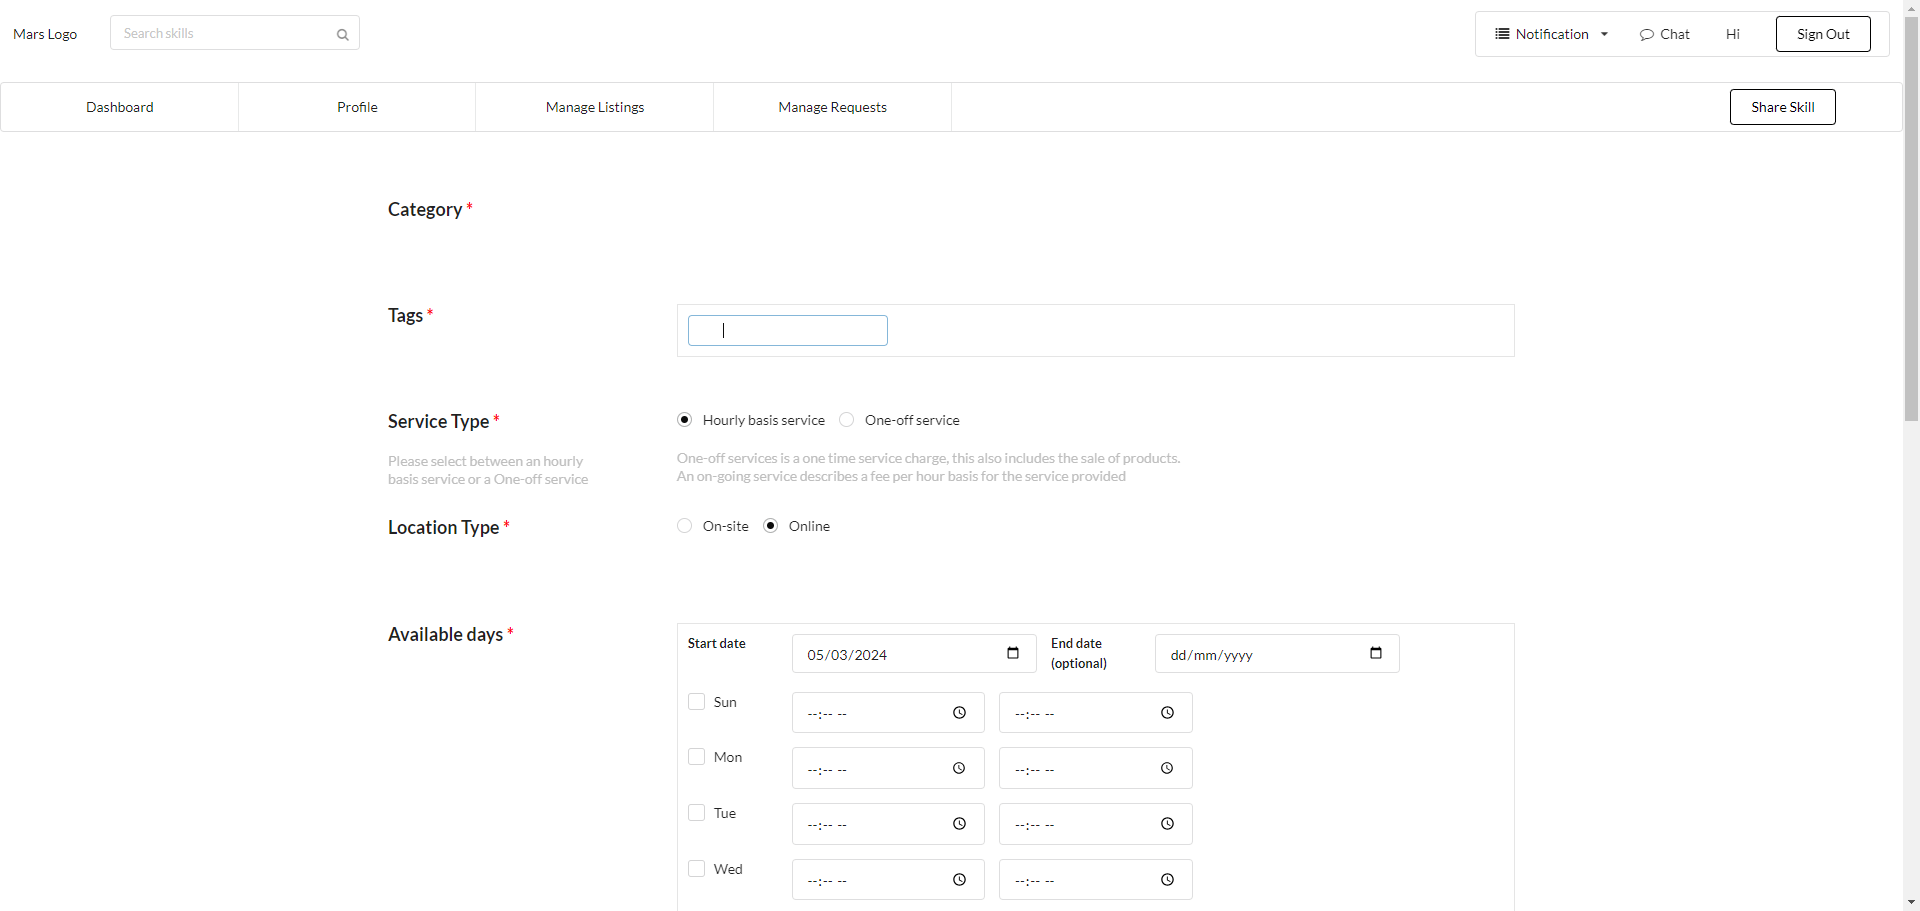 Mars Logo
Search skills
Notification
Chat
Hi
Sign Out
Dashboard
Profile
Manage Listings
Manage Requests
Share Skill
Category *
Tags *
Service Type *
Hourly basis service
One-off service
Please select between an hourly
basis service or a One-off service
One-off services is a one time service charge, this also includes the sale of products.
An on-going service describes a fee per hour basis for the service provided
Location Type *
On-site
Online
Available days *
Start date
05/03/2024
End date
(optional)
dd/mm/yyyy
Sun
--:-- --
--:-- --
Mon
--:-- --
--:-- --
Tue
--:-- --
--:-- --
Wed
--:-- --
--:-- --